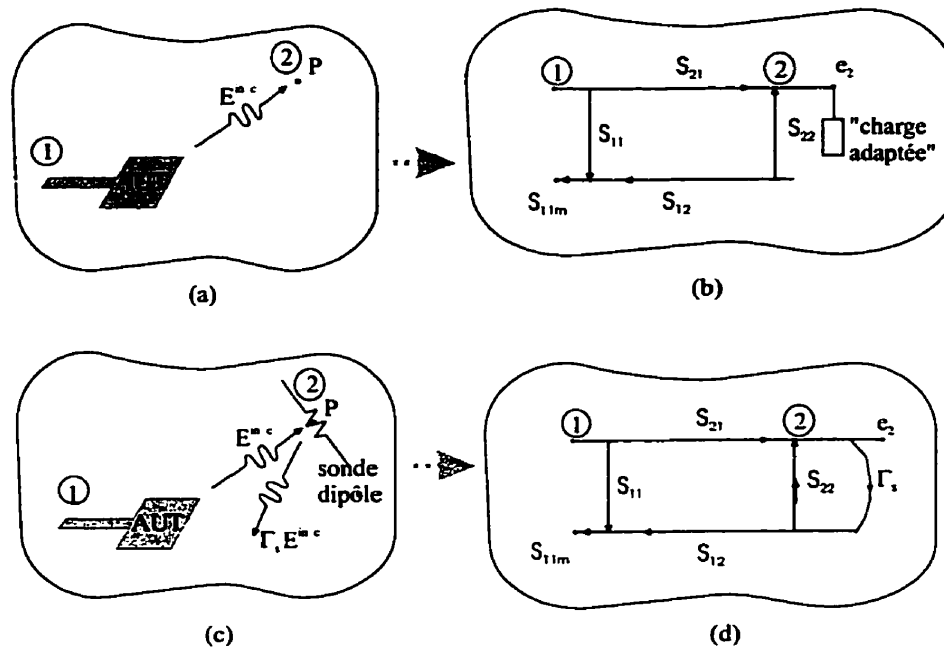 ② P
E^inc
①
(a)
① S₂₁ ② e₂
S₁₁ S₂₂ "charge
adaptée"
S₁₁ₘ S₁₂
(b)
② P
E^inc
① sonde
dipôle
AUT
Γₛ E^inc
(c)
① S₂₁ ② e₂
S₁₁ S₂₂ Γₛ
S₁₁ₘ S₁₂
(d)